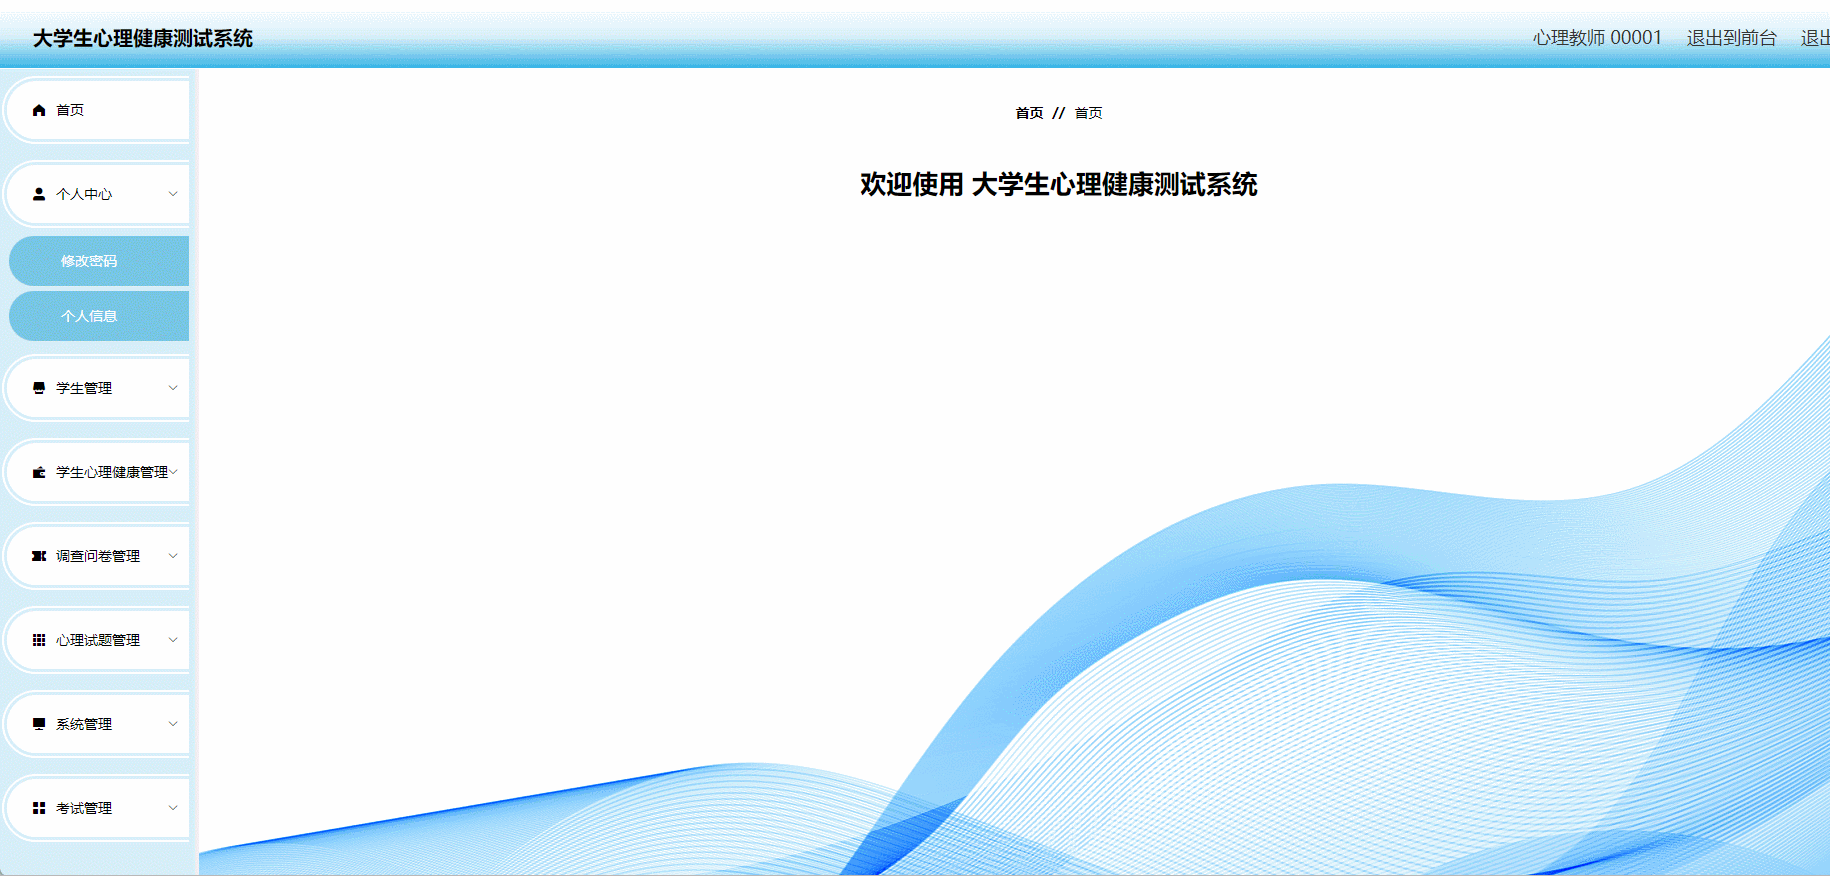 大学生心理健康测试系统
心理教师 00001 退出到前台 退出
首页
个人中心
修改密码
个人信息
学生管理
学生心理健康管理
调查问卷管理
心理试题管理
系统管理
考试管理
首页 // 首页
欢迎使用 大学生心理健康测试系统